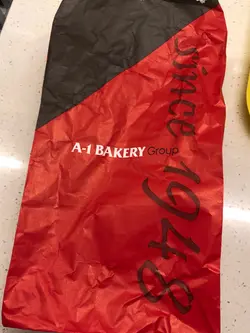 A-1 BAKERY Group
since 1948